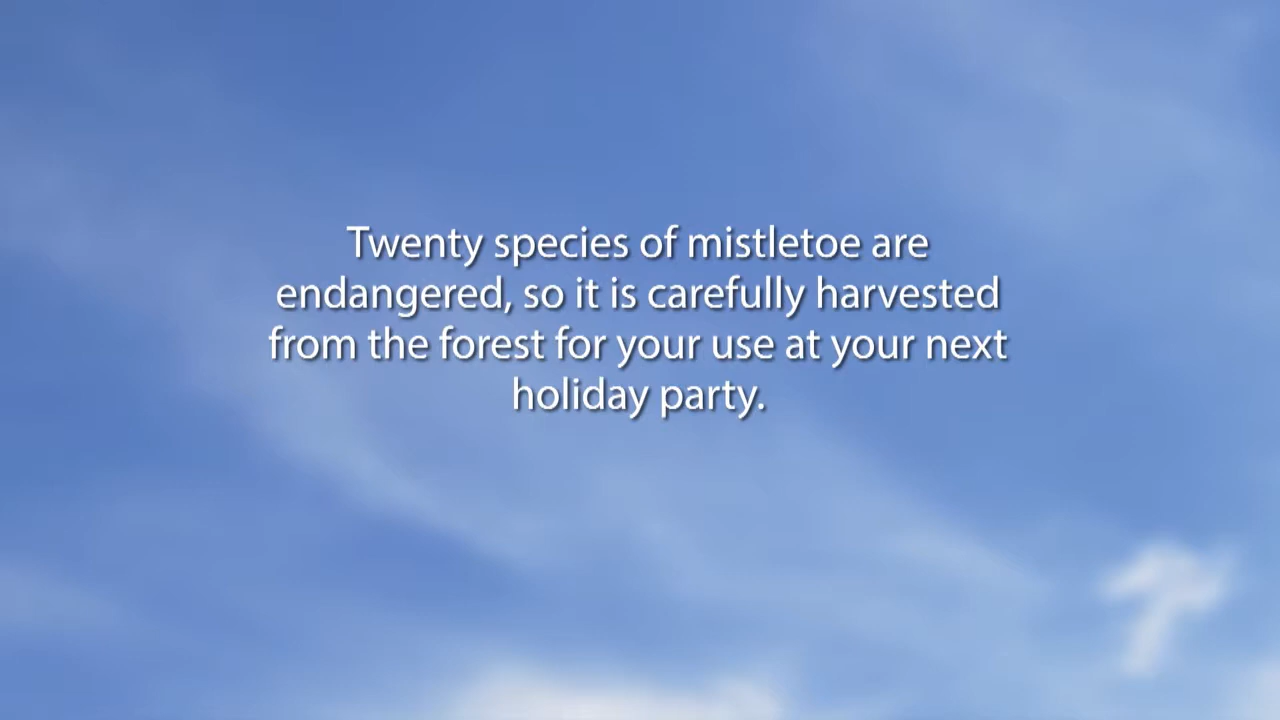 Twenty species of mistletoe are
endangered, so it is carefully harvested
from the forest for your use at your next
holiday party.